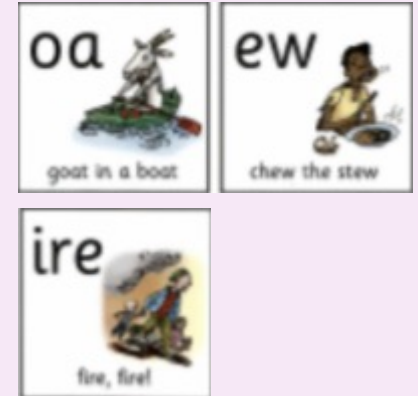 oa
goat in a boat
ew
chew the stew
ire
fire, fire!